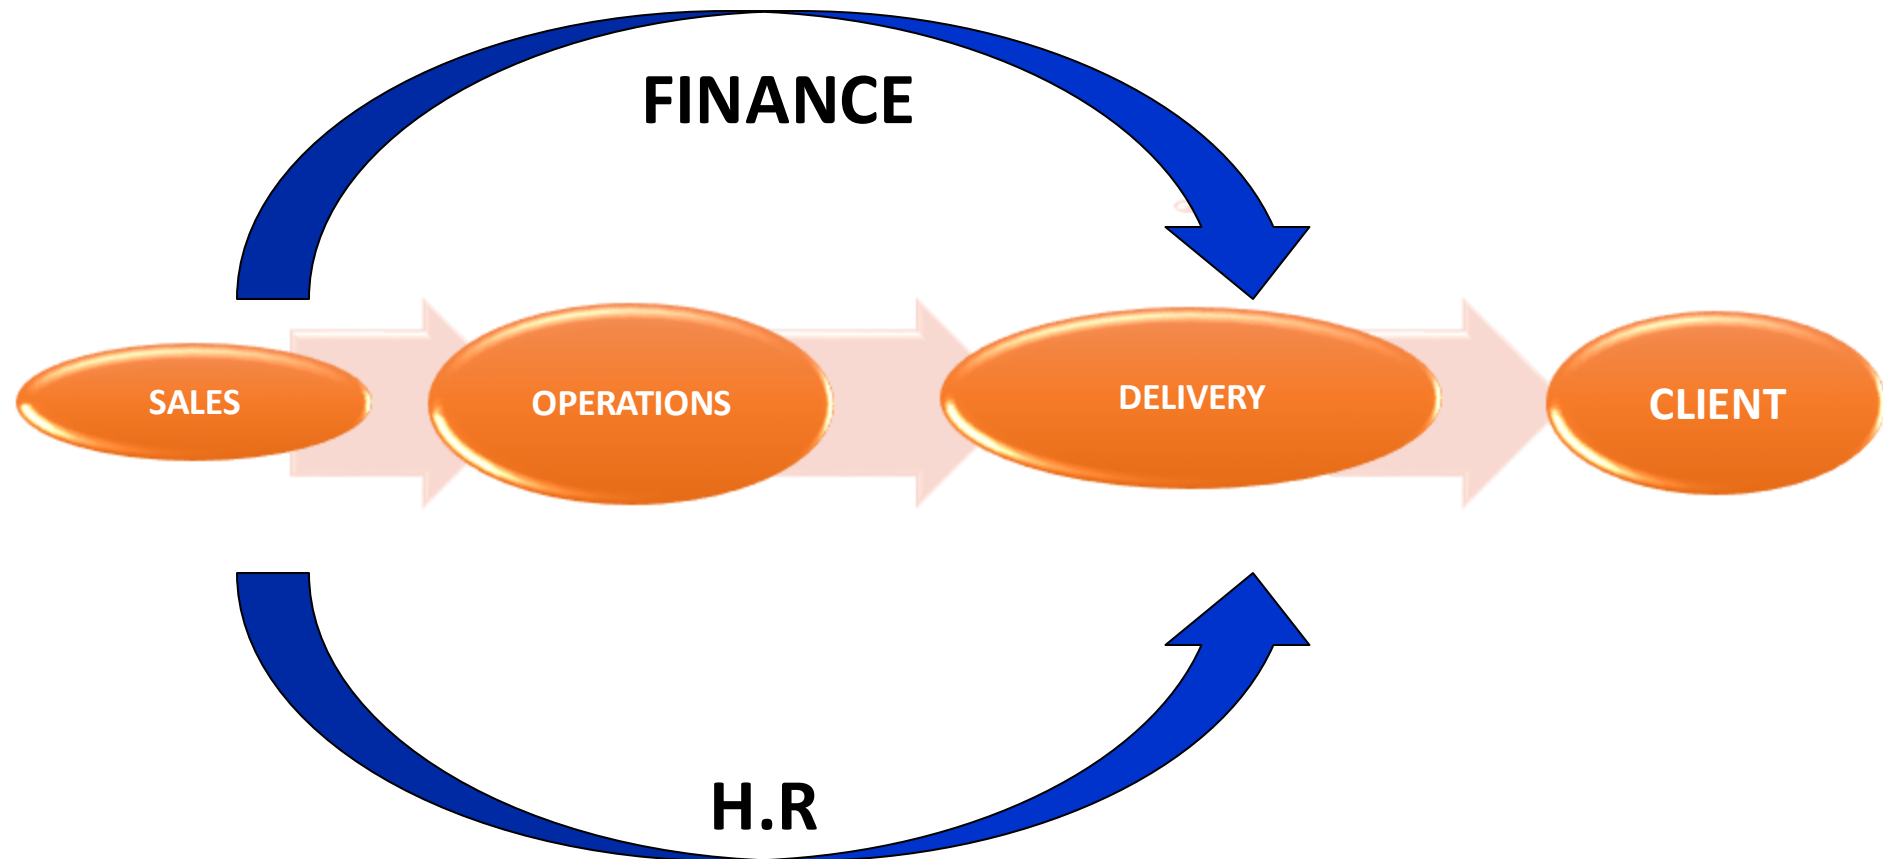 FINANCE
SALES
OPERATIONS
DELIVERY
CLIENT
H.R